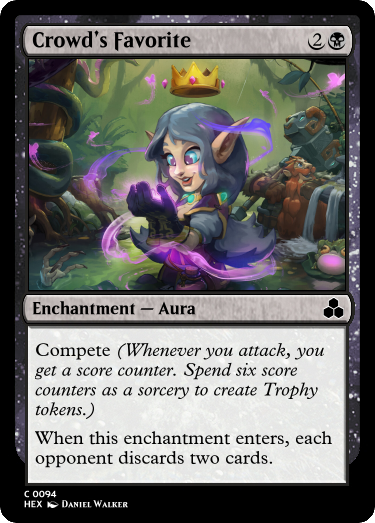 Crowd's Favorite 2
Enchantment — Aura
Compete (Whenever you attack, you
get a score counter. Spend six score
counters as a sorcery to create Trophy
tokens.)
When this enchantment enters, each
opponent discards two cards.
C 0094
HEX Daniel Walker